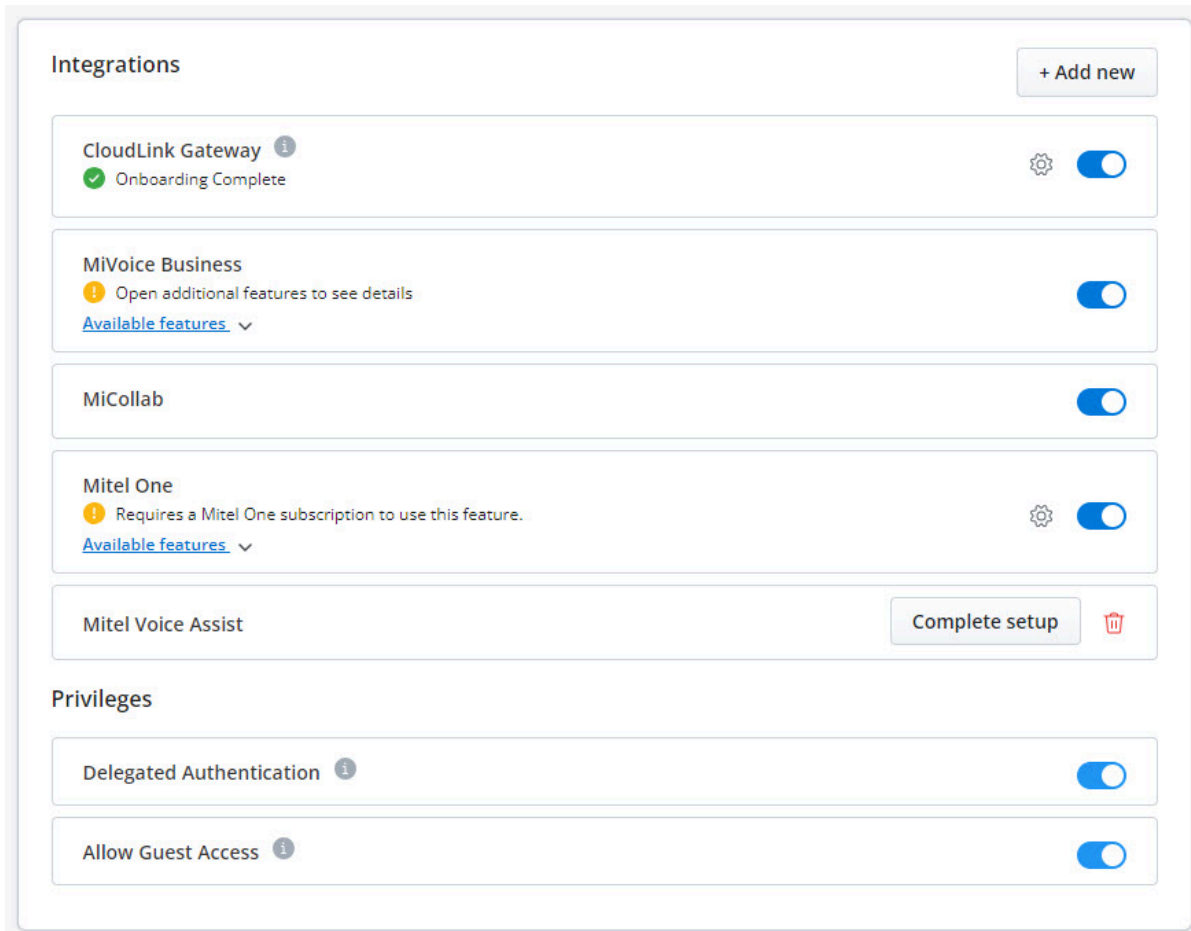 Integrations
+ Add new
CloudLink Gateway
Onboarding Complete
MiVoice Business
Open additional features to see details
Available features
MiCollab
Mitel One
Requires a Mitel One subscription to use this feature.
Available features
Mitel Voice Assist
Complete setup
Privileges
Delegated Authentication
Allow Guest Access